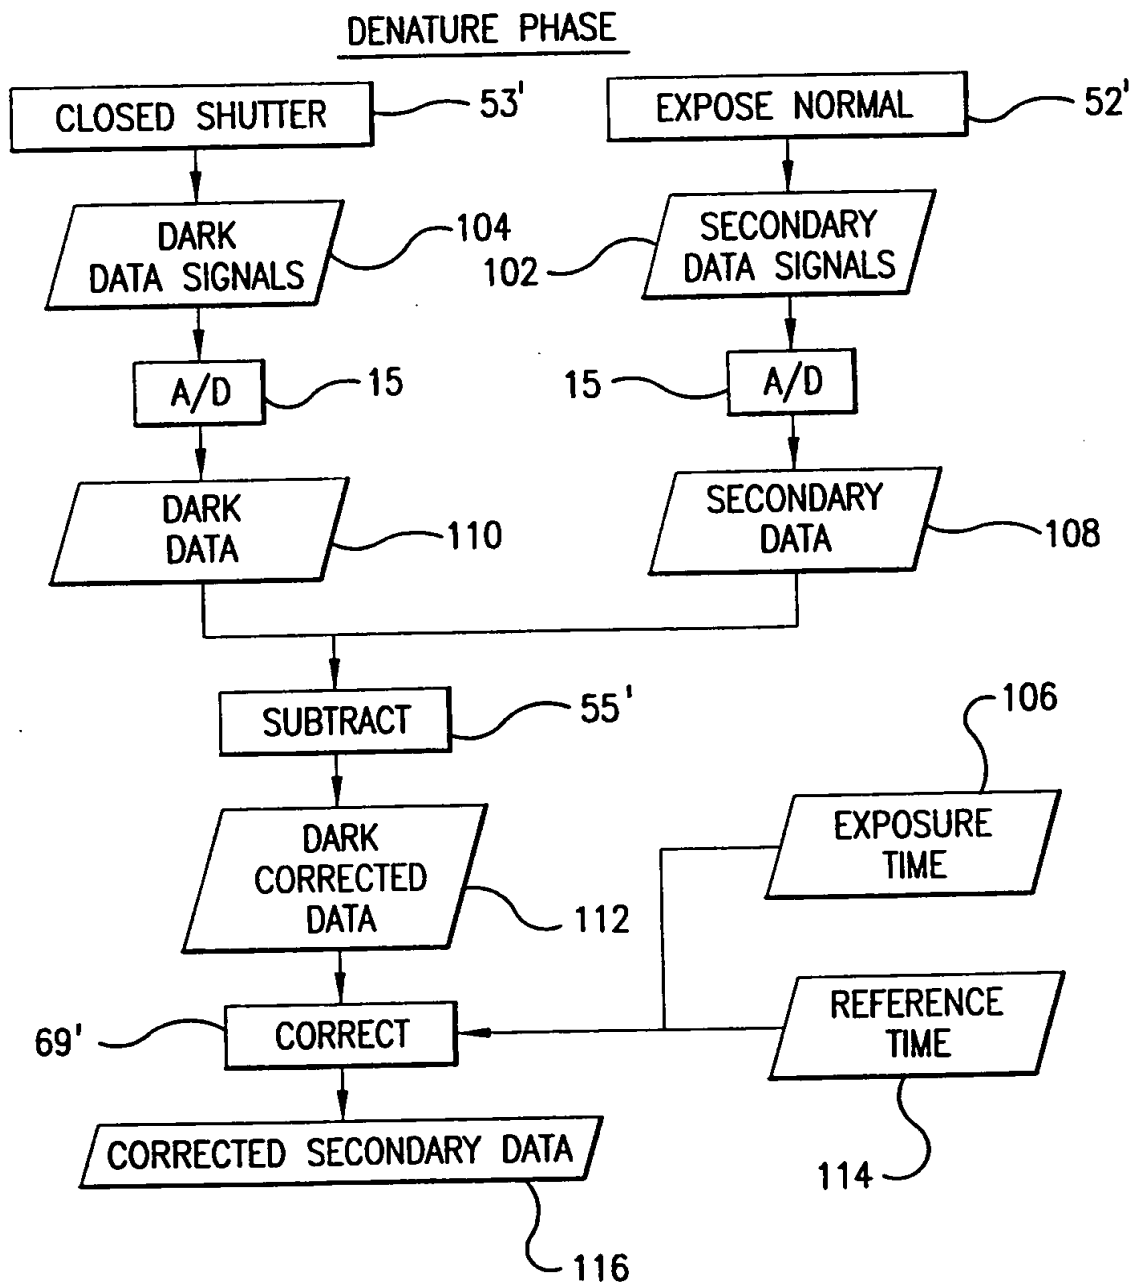 DENATURE PHASE
CLOSED SHUTTER
53'
EXPOSE NORMAL
52'
DARK
DATA SIGNALS
104
SECONDARY
DATA SIGNALS
102
A/D
15
15
A/D
DARK
DATA
110
SECONDARY
DATA
108
SUBTRACT
55'
106
DARK
CORRECTED
DATA
112
EXPOSURE
TIME
69'
CORRECT
REFERENCE
TIME
114
CORRECTED SECONDARY DATA
116